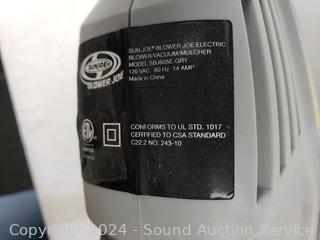 SUNJOE®
BLOWER JOE
SUN JOE® BLOWER JOE ELECTRIC
BLOWER/VACUUM/MULCHER
MODEL SBJ605E-GRY
120 VAC 60 Hz 14 AMP
Made in China
CONFORMS TO UL STD. 1017
CERTIFIED TO CSA STANDARD
C22.2 NO. 243-10
Copyright 2024 - Sound Auction Service